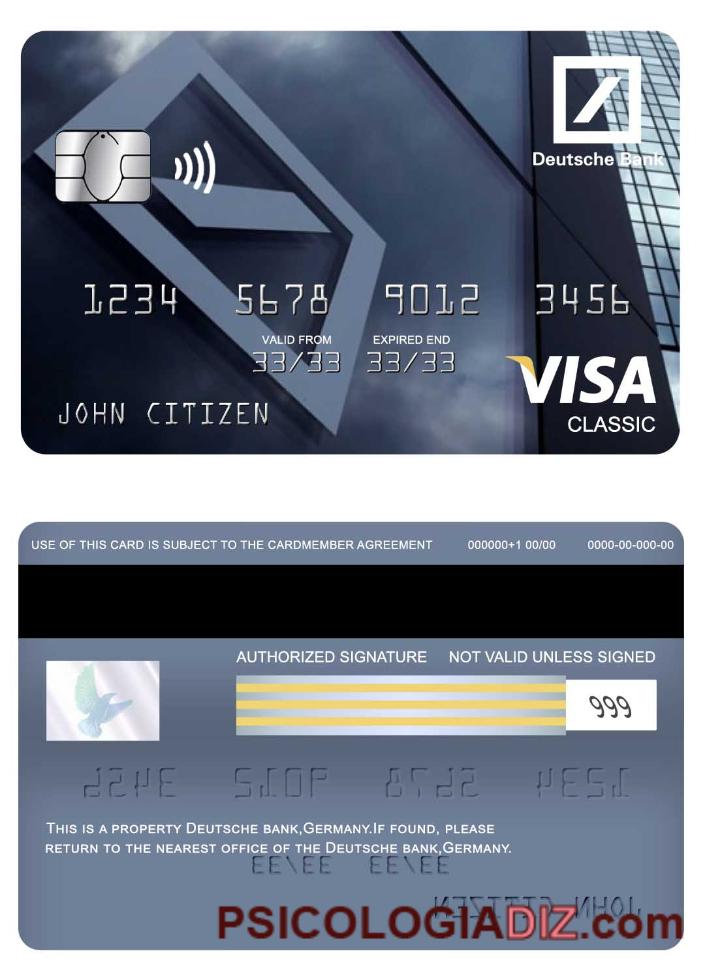 Deutsche Bank
1234 5678 9012 3456
VALID FROM EXPIRED END
33/33 33/33
VISA
JOHN CITIZEN
CLASSIC
USE OF THIS CARD IS SUBJECT TO THE CARDMEMBER AGREEMENT 000000+1 00/00 0000-00-000-00
AUTHORIZED SIGNATURE NOT VALID UNLESS SIGNED
999
THIS IS A PROPERTY DEUTSCHE BANK,GERMANY.IF FOUND, PLEASE
RETURN TO THE NEAREST OFFICE OF THE DEUTSCHE BANK,GERMANY.
PSICOLOGIADIZ.com